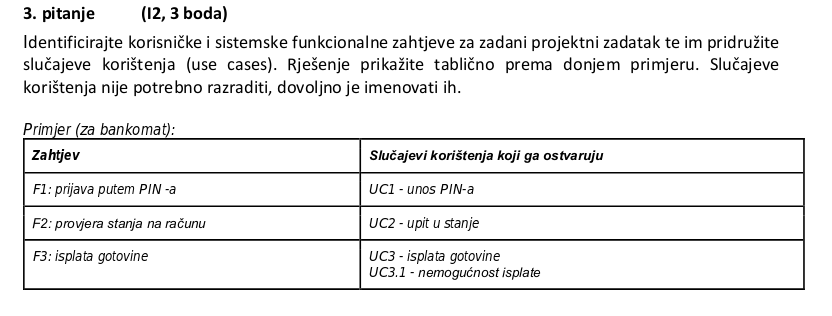 3. pitanje (I2, 3 boda)
Identificirajte korisničke i sistemske funkcionalne zahtjeve za zadani projektni zadatak te im pridružite
slučajeve korištenja (use cases). Rješenje prikažite tablično prema donjem primjeru. Slučajeve
korištenja nije potrebno razraditi, dovoljno je imenovati ih.
Primjer (za bankomat):
Zahtjev Slučajevi korištenja koji ga ostvaruju
F1: prijava putem PIN -a UC1 - unos PIN-a
F2: provjera stanja na računu UC2 - upit u stanje
F3: isplata gotovine UC3 - isplata gotovine
UC3.1 - nemogućnost isplate